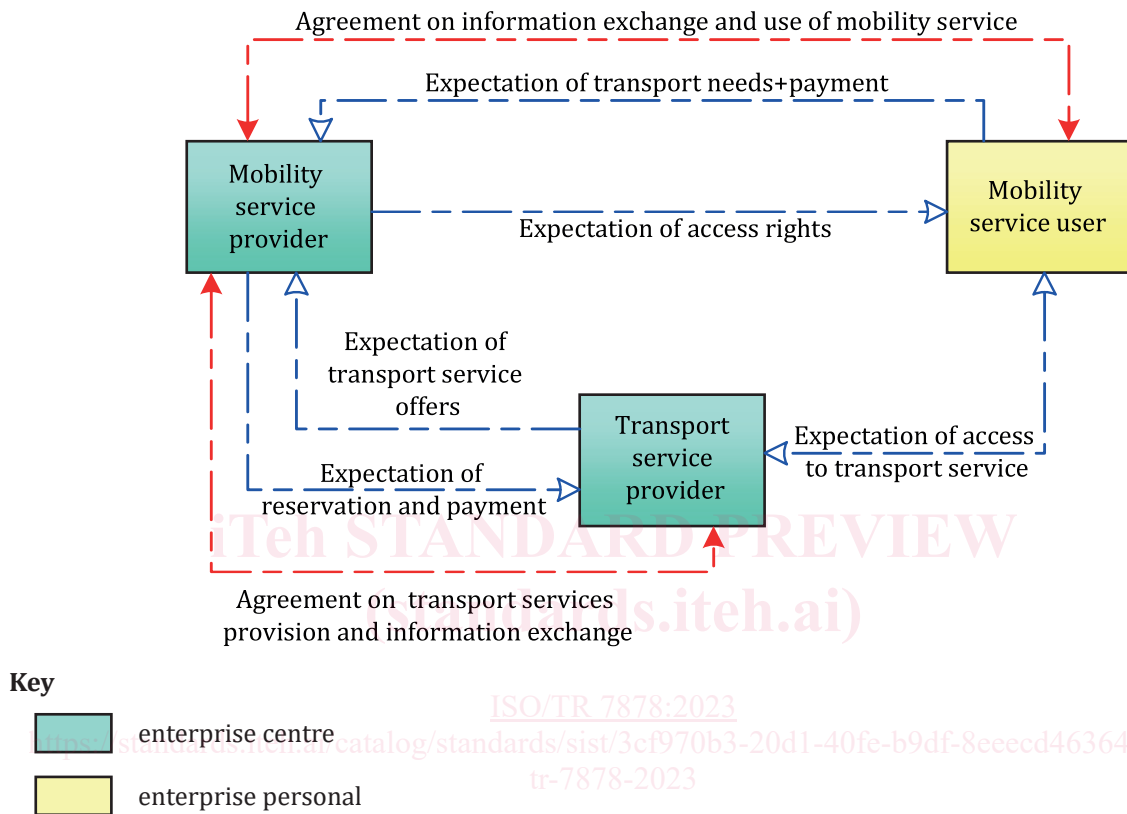 Agreement on information exchange and use of mobility service
Expectation of transport needs+payment
Mobility
service
provider
Mobility
service user
Expectation of access rights
Expectation of
transport service
offers
Transport
service
provider
Expectation of access
to transport service
Expectation of
reservation and payment
iTeh STANDARD PREVIEW
(standards.iteh.ai)
Agreement on transport services
provision and information exchange
Key
ISO/TR 7878:2023
enterprise centre
https://standards.iteh.ai/catalog/standards/sist/3cf970b3-20d1-40fe-b9df-8eeecd46364
tr-7878-2023
enterprise personal